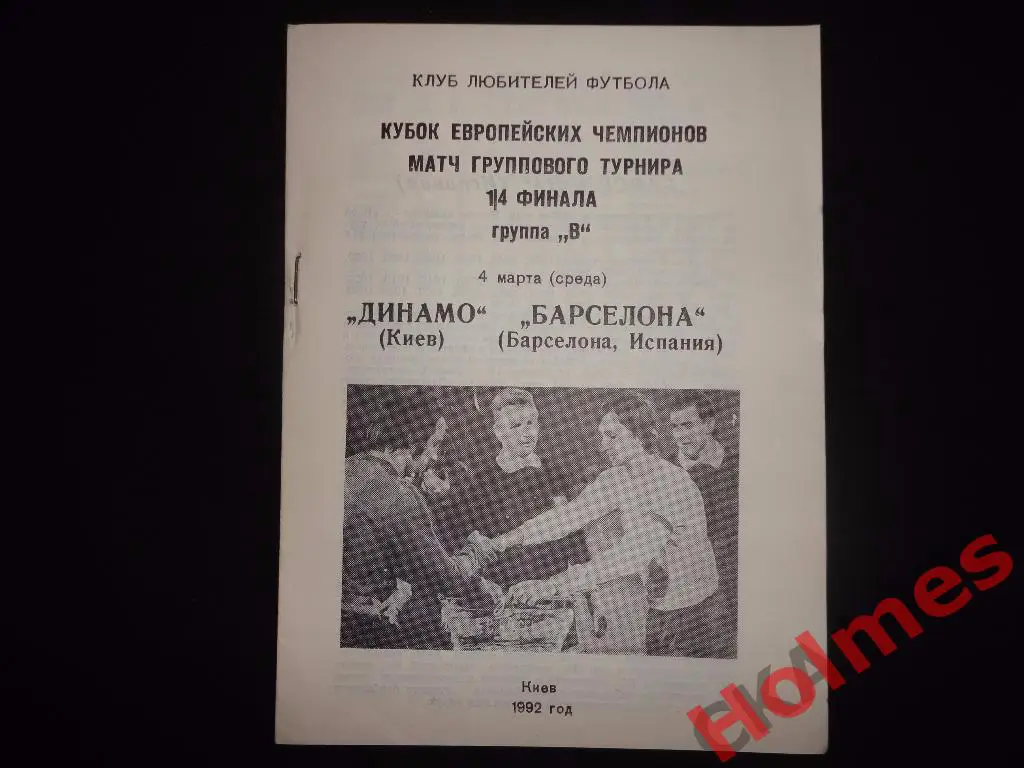 КЛУБ ЛЮБИТЕЛЕЙ ФУТБОЛА
КУБОК ЕВРОПЕЙСКИХ ЧЕМПИОНОВ
МАТЧ ГРУППОВОГО ТУРНИРА
1/4 ФИНАЛА
группа „В“
4 марта (среда)
„ДИНАМО“ „БАРСЕЛОНА“
(Киев) (Барселона, Испания)
Киев
1992 год
Holmes